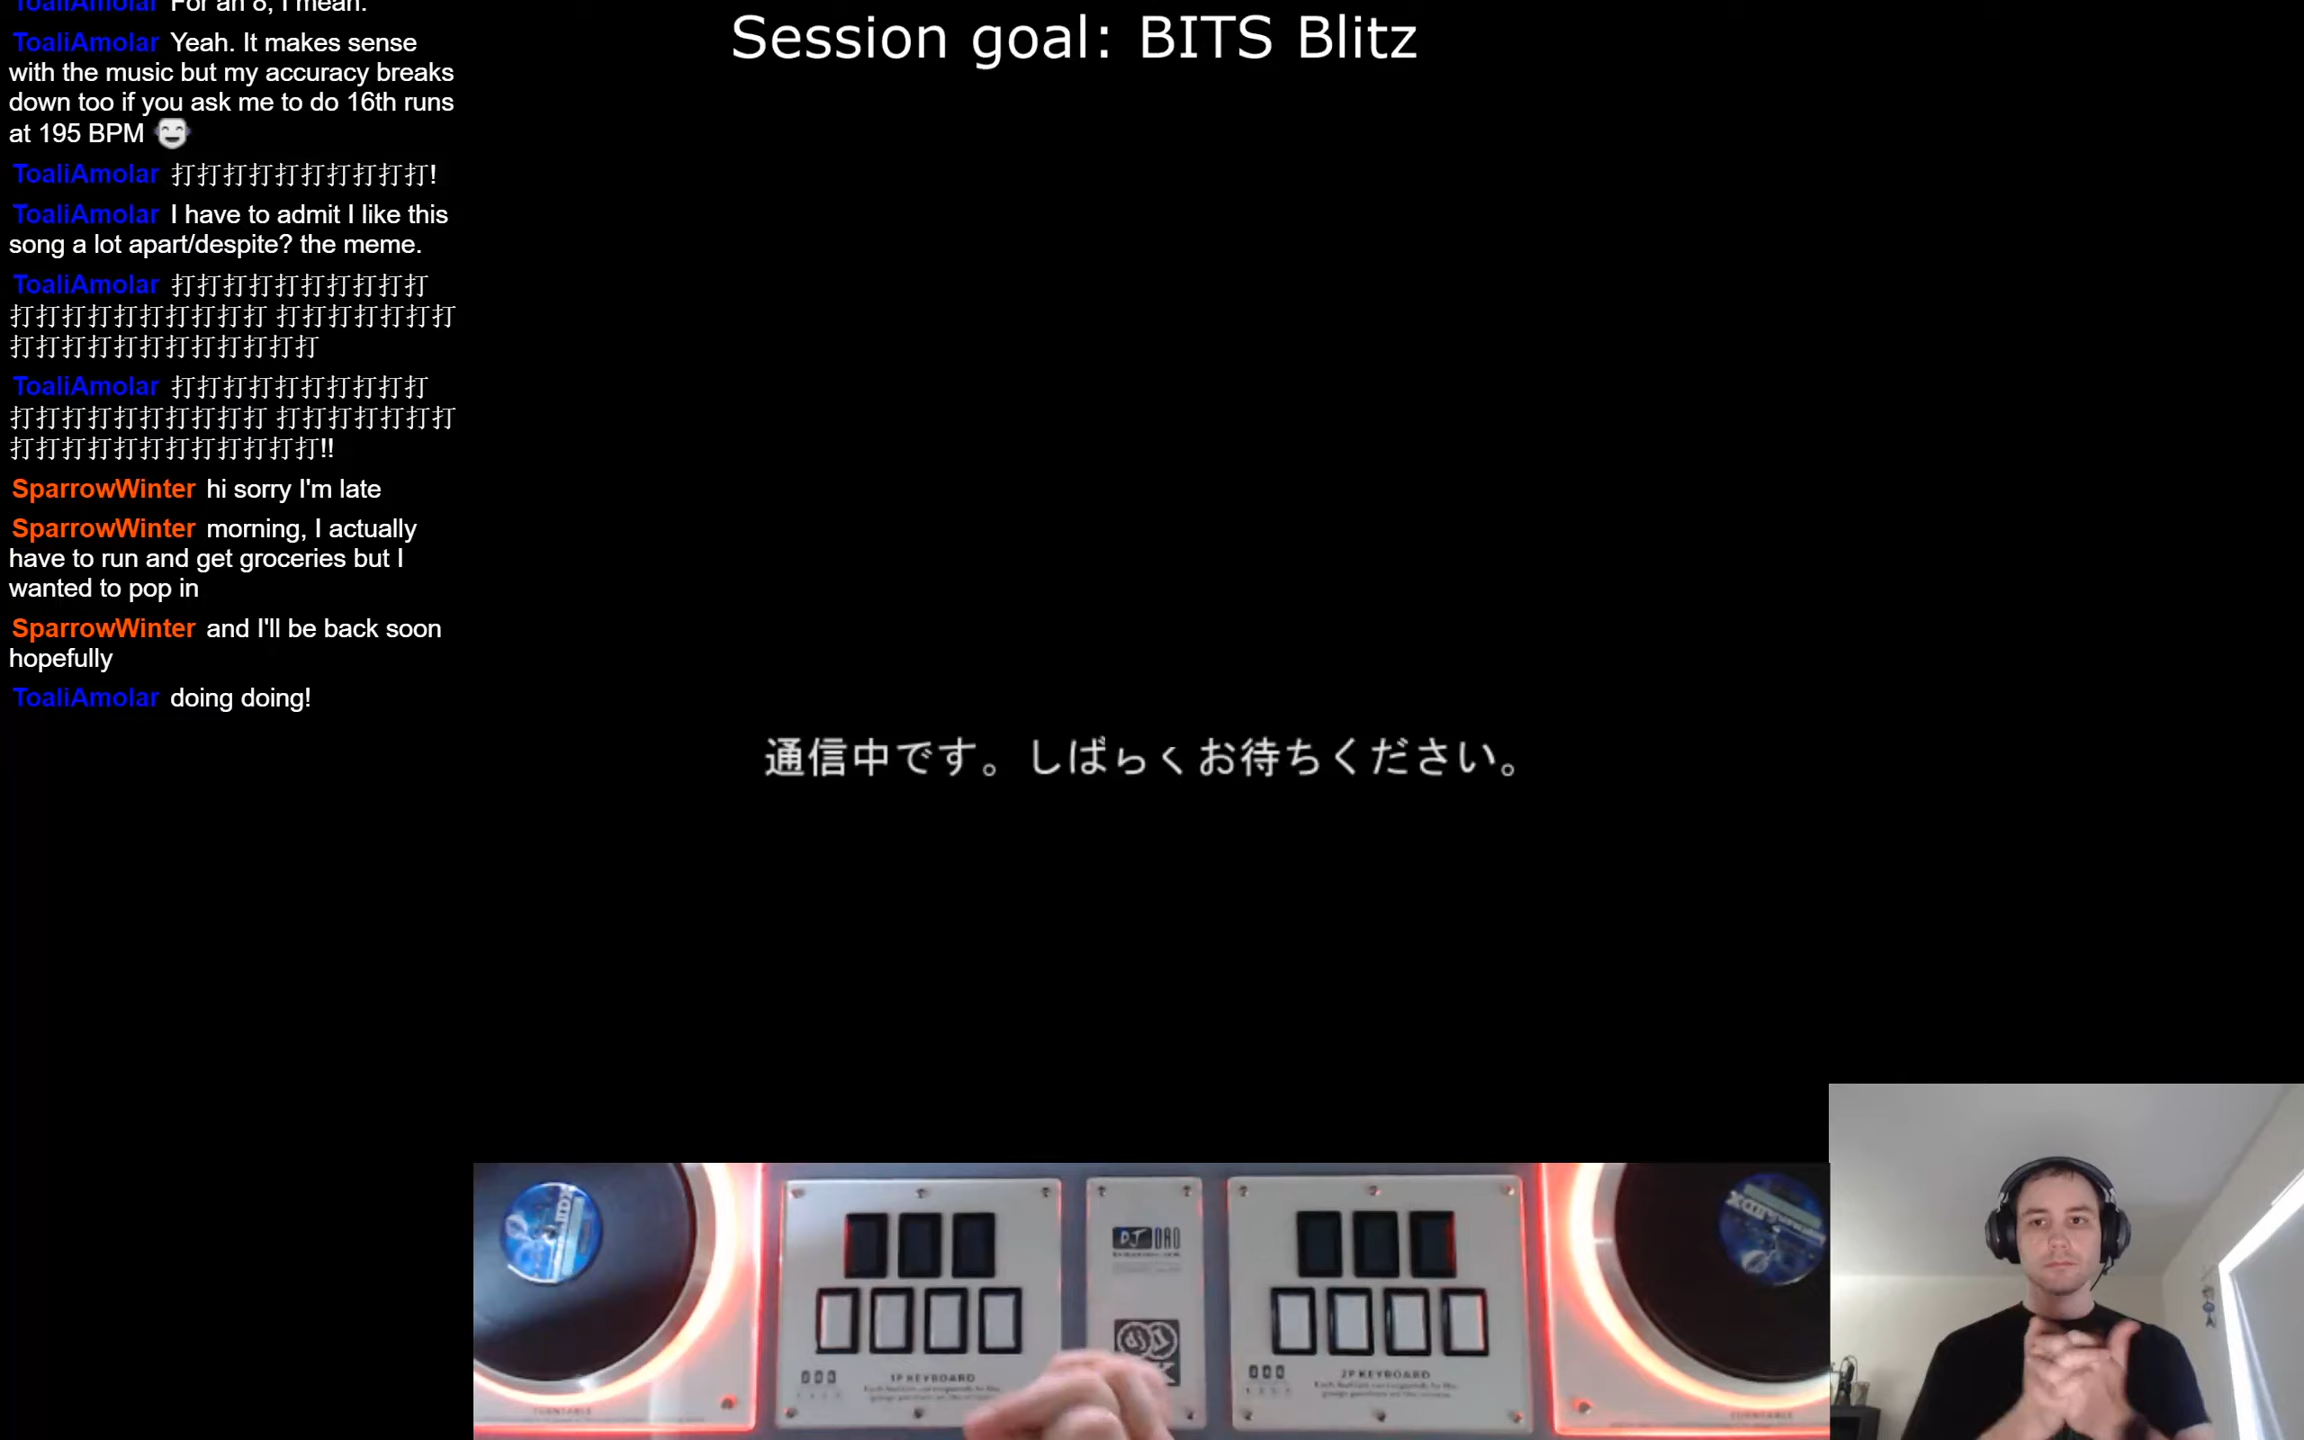 ToaliAmolar For an 8, I mean.
Session goal: BITS Blitz
ToaliAmolar Yeah. It makes sense
with the music but my accuracy breaks
down too if you ask me to do 16th runs
at 195 BPM
ToaliAmolar 打打打打打打打打打打!
ToaliAmolar I have to admit I like this
song a lot apart/despite? the meme.
ToaliAmolar 打打打打打打打打打打
打打打打打打打打打打 打打打打打打打
打打打打打打打打打打打打
ToaliAmolar 打打打打打打打打打打
打打打打打打打打打打 打打打打打打打
打打打打打打打打打打打打!!
SparrowWinter hi sorry I'm late
SparrowWinter morning, I actually
have to run and get groceries but I
wanted to pop in
SparrowWinter and I'll be back soon
hopefully
ToaliAmolar doing doing!
通信中です。しばらくお待ちください。
DJ DAO
1P KEYBOARD
2P KEYBOARD
TURNTABLE
TURNTABLE